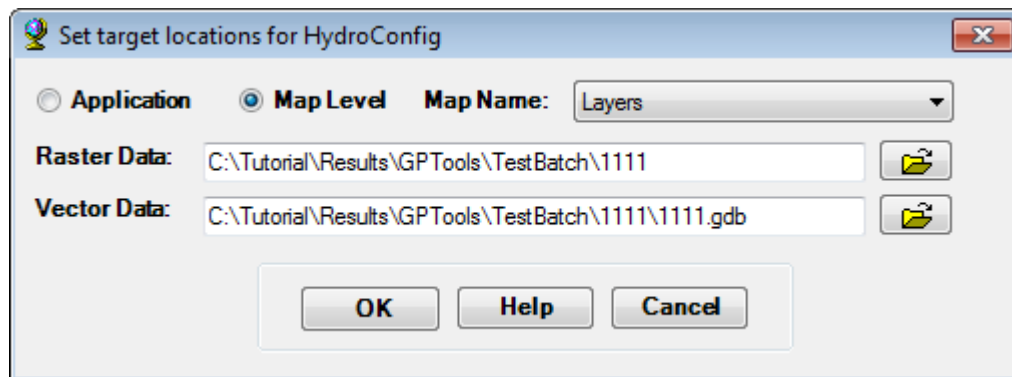 Set target locations for HydroConfig
Application Map Level Map Name: Layers
Raster Data: C:\Tutorial\Results\GPTools\TestBatch\1111
Vector Data: C:\Tutorial\Results\GPTools\TestBatch\1111\1111.gdb
OK Help Cancel